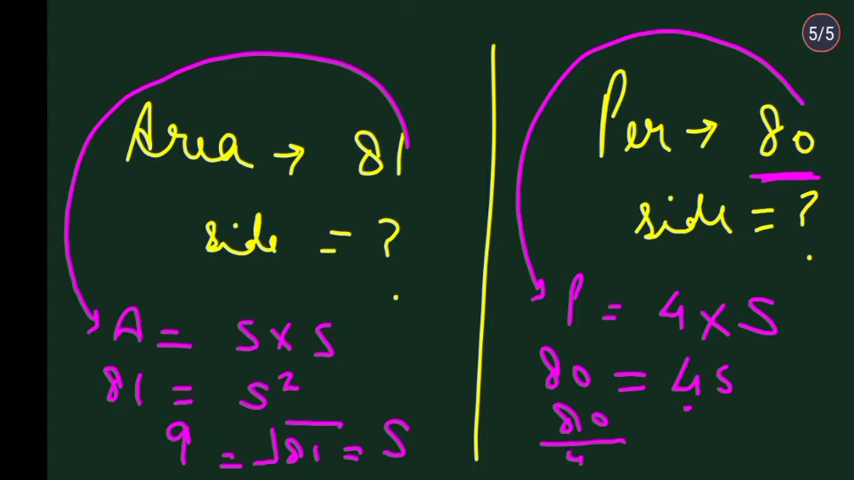 5/5
Area → 81
side = ?
A = S x S
81 = S²
9 = √81 = S
Per → 80
side = ?
P = 4 x S
80 = 4s
80
4